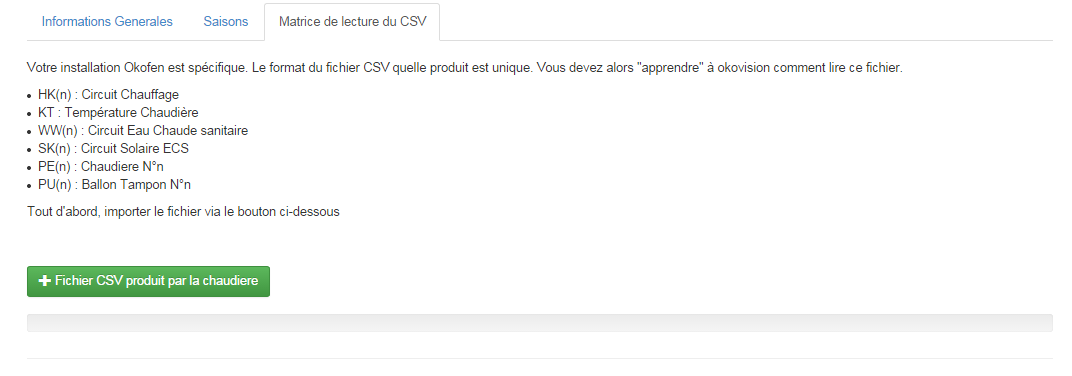 Informations Generales
Saisons
Matrice de lecture du CSV
Votre installation Okofen est spécifique. Le format du fichier CSV quelle produit est unique. Vous devez alors "apprendre" à okovision comment lire ce fichier.
• HK(n) : Circuit Chauffage
• KT : Température Chaudière
• WW(n) : Circuit Eau Chaude sanitaire
• SK(n) : Circuit Solaire ECS
• PE(n) : Chaudiere N°n
• PU(n) : Ballon Tampon N°n
Tout d'abord, importer le fichier via le bouton ci-dessous
+ Fichier CSV produit par la chaudiere